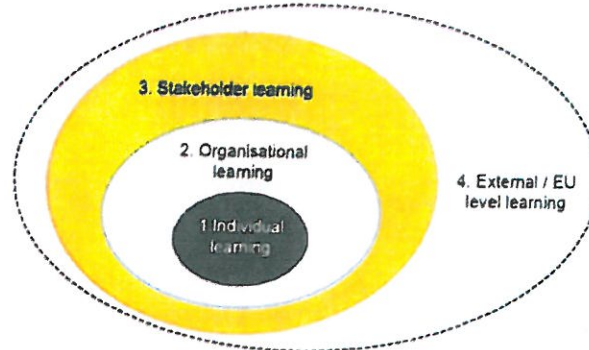 3. Stakeholder learning
2. Organisational
learning
1 Individual
learning
4. External / EU
level learning